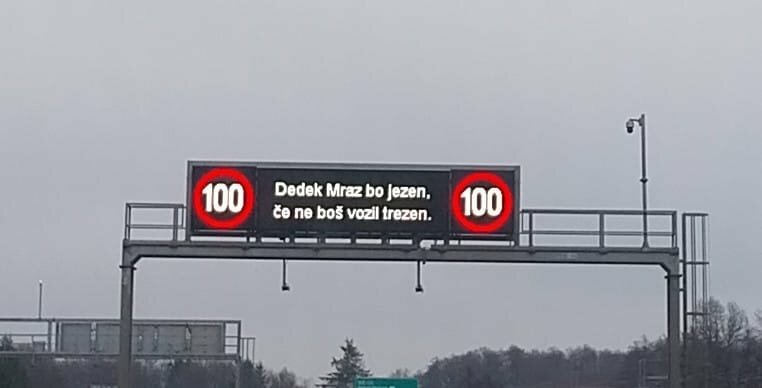 100
Dedek Mraz bo jezen,
če ne boš vozil trezen.
100